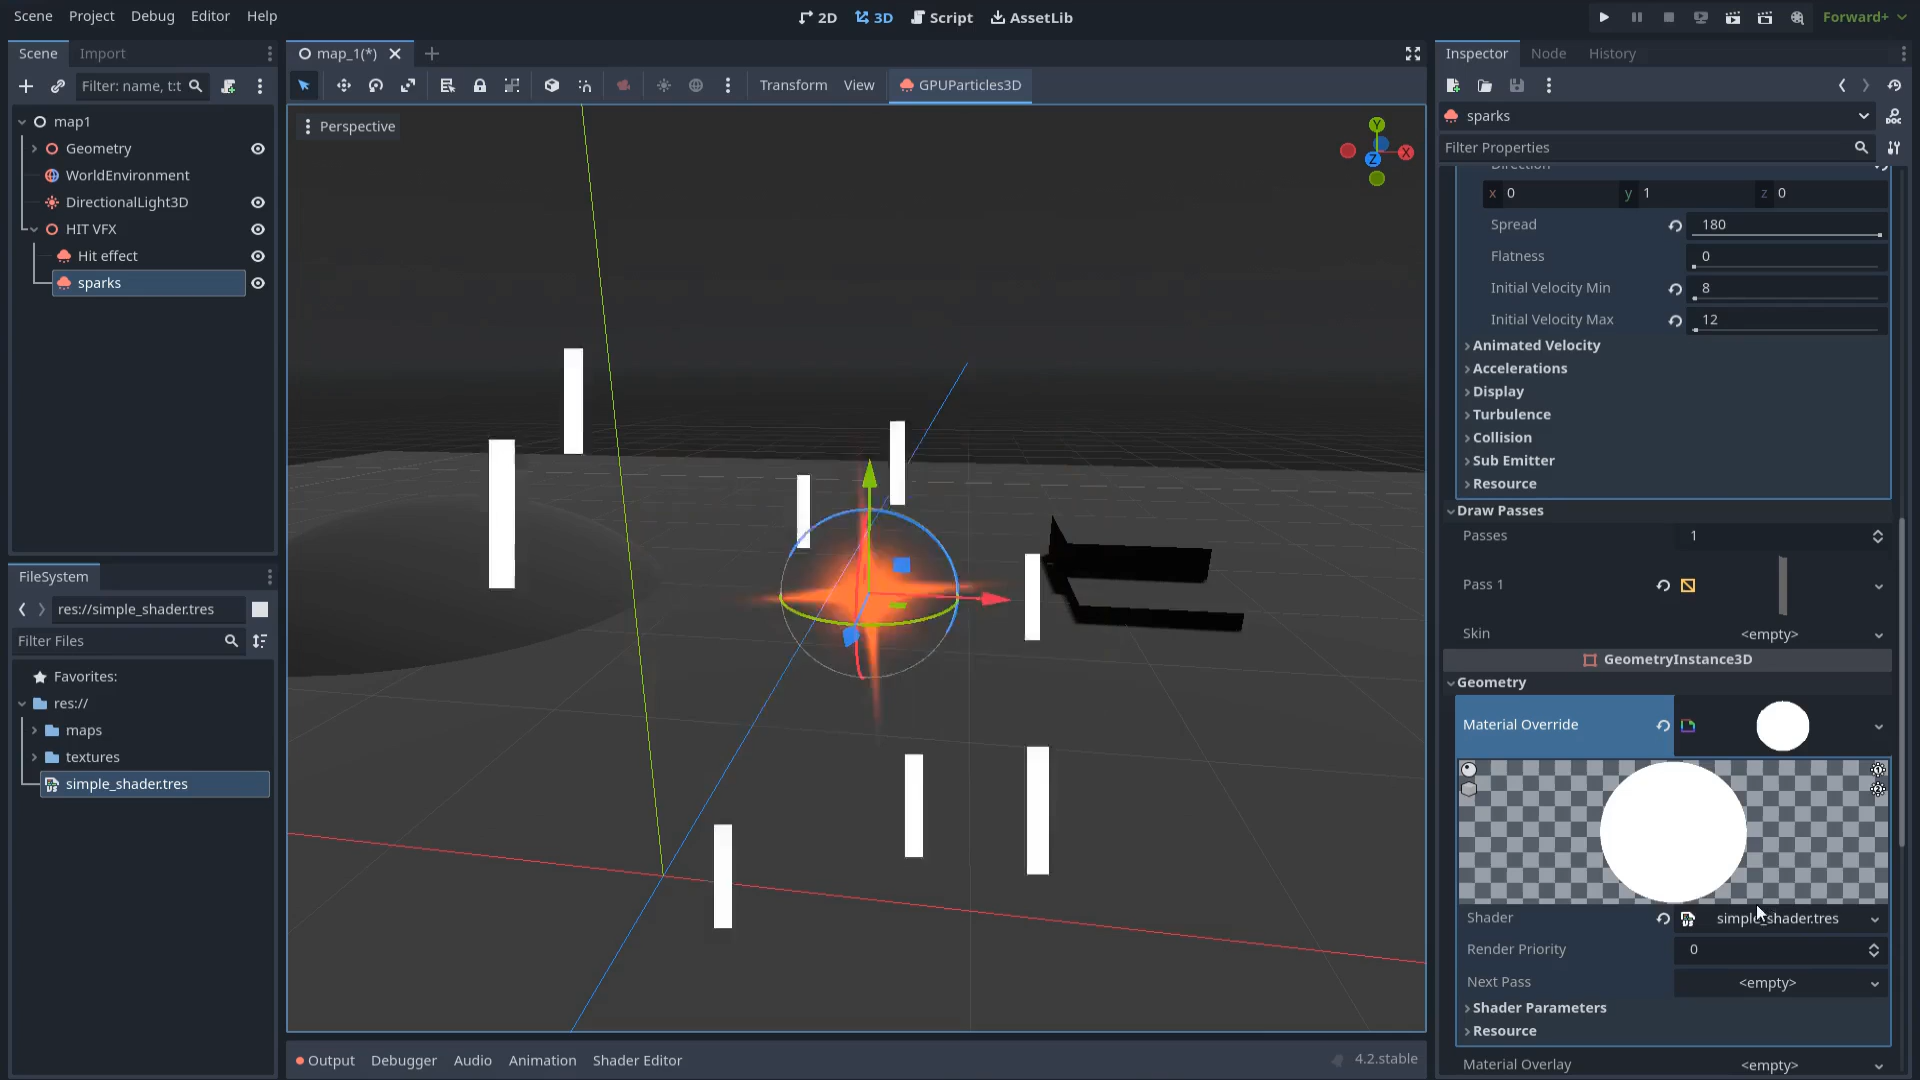 Scene Project Debug Editor Help
2D 3D Script AssetLib
Forward+
Scene Import
map_1(*)
Inspector Node History
Filter: name, t:t
Transform View GPUParticles3D
sparks
Perspective
Y
X
Z
map1
Geometry
WorldEnvironment
DirectionalLight3D
HIT VFX
Hit effect
sparks
Filter Properties
Direction
x 0 y 1 z 0
Spread 180
Flatness 0
Initial Velocity Min 8
Initial Velocity Max 12
Animated Velocity
Accelerations
Display
Turbulence
Collision
Sub Emitter
Resource
Draw Passes
Passes 1
Pass 1
Skin <empty>
GeometryInstance3D
Geometry
Material Override
Shader simple_shader.tres
Render Priority 0
Next Pass <empty>
Shader Parameters
Resource
Material Overlay <empty>
FileSystem
res://simple_shader.tres
Filter Files
Favorites:
res://
maps
textures
simple_shader.tres
Output Debugger Audio Animation Shader Editor
4.2.stable